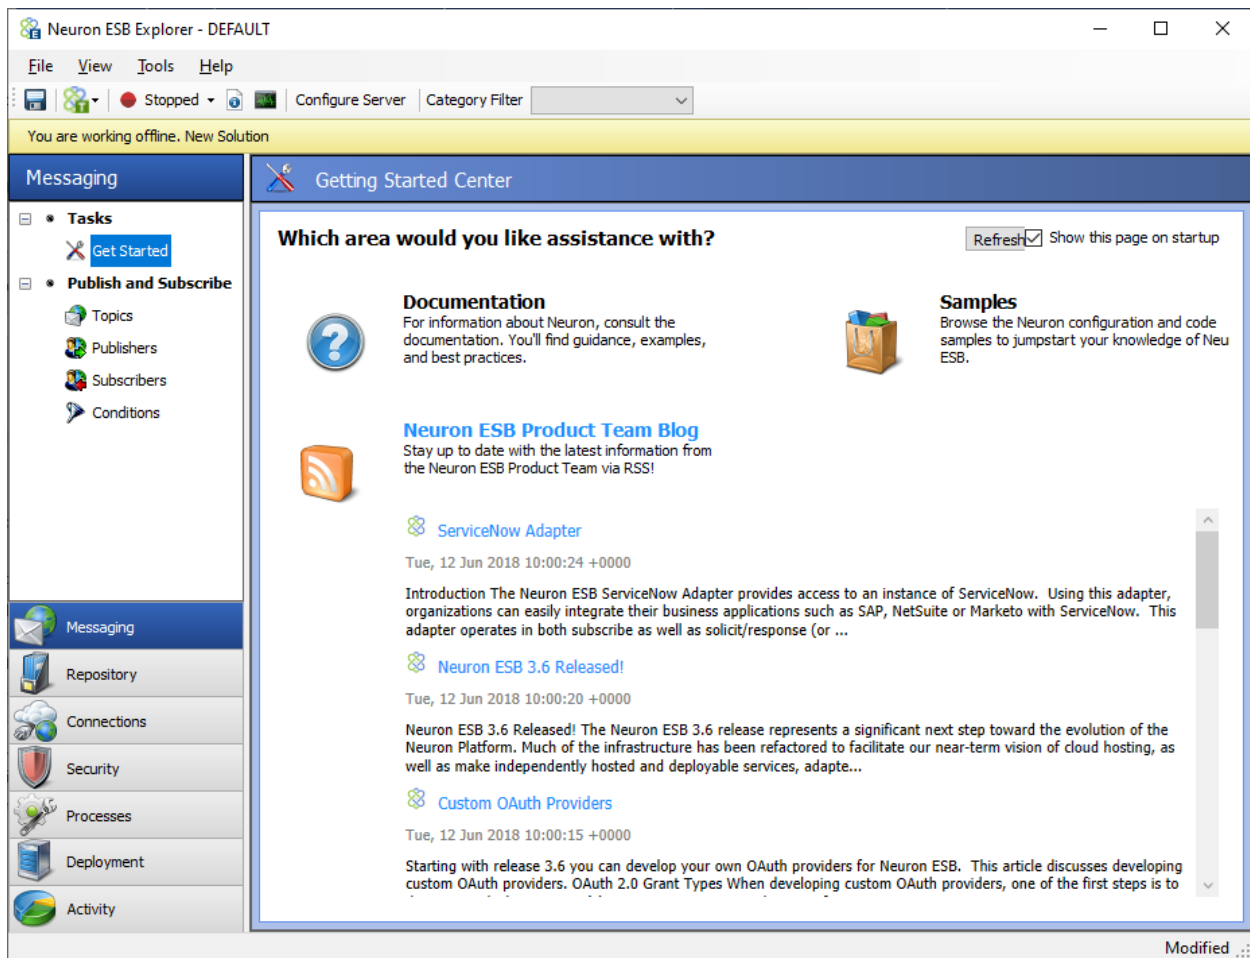 Neuron ESB Explorer - DEFAULT
File View Tools Help
Stopped Configure Server Category Filter
You are working offline. New Solution
Messaging
Tasks
Get Started
Publish and Subscribe
Topics
Publishers
Subscribers
Conditions
Messaging
Repository
Connections
Security
Processes
Deployment
Activity
Getting Started Center
Which area would you like assistance with?
Refresh Show this page on startup
Documentation
For information about Neuron, consult the
documentation. You'll find guidance, examples,
and best practices.
Samples
Browse the Neuron configuration and code
samples to jumpstart your knowledge of Neu
ESB.
Neuron ESB Product Team Blog
Stay up to date with the latest information from
the Neuron ESB Product Team via RSS!
ServiceNow Adapter
Tue, 12 Jun 2018 10:00:24 +0000
Introduction The Neuron ESB ServiceNow Adapter provides access to an instance of ServiceNow. Using this adapter,
organizations can easily integrate their business applications such as SAP, NetSuite or Marketo with ServiceNow. This
adapter operates in both subscribe as well as solicit/response (or ...
Neuron ESB 3.6 Released!
Tue, 12 Jun 2018 10:00:20 +0000
Neuron ESB 3.6 Released! The Neuron ESB 3.6 release represents a significant next step toward the evolution of the
Neuron Platform. Much of the infrastructure has been refactored to facilitate our near-term vision of cloud hosting, as
well as make independently hosted and deployable services, adapte...
Custom OAuth Providers
Tue, 12 Jun 2018 10:00:15 +0000
Starting with release 3.6 you can develop your own OAuth providers for Neuron ESB. This article discusses developing
custom OAuth providers. OAuth 2.0 Grant Types When developing custom OAuth providers, one of the first steps is to
Modified